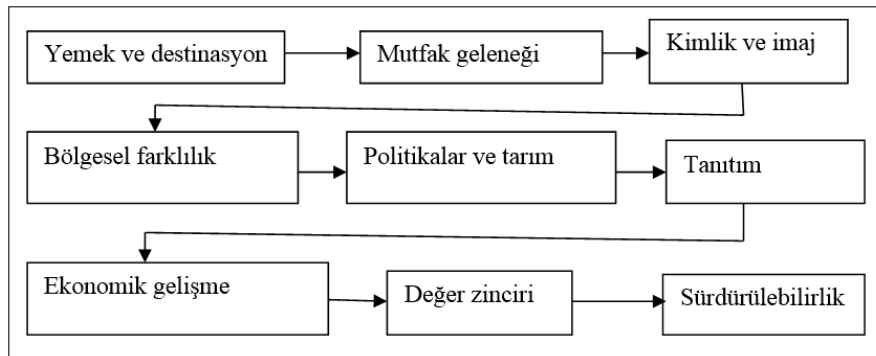 Yemek ve destinasyon
Mutfak geleneği
Kimlik ve imaj
Bölgesel farklılık
Politikalar ve tarım
Tanıtım
Ekonomik gelişme
Değer zinciri
Sürdürülebilirlik